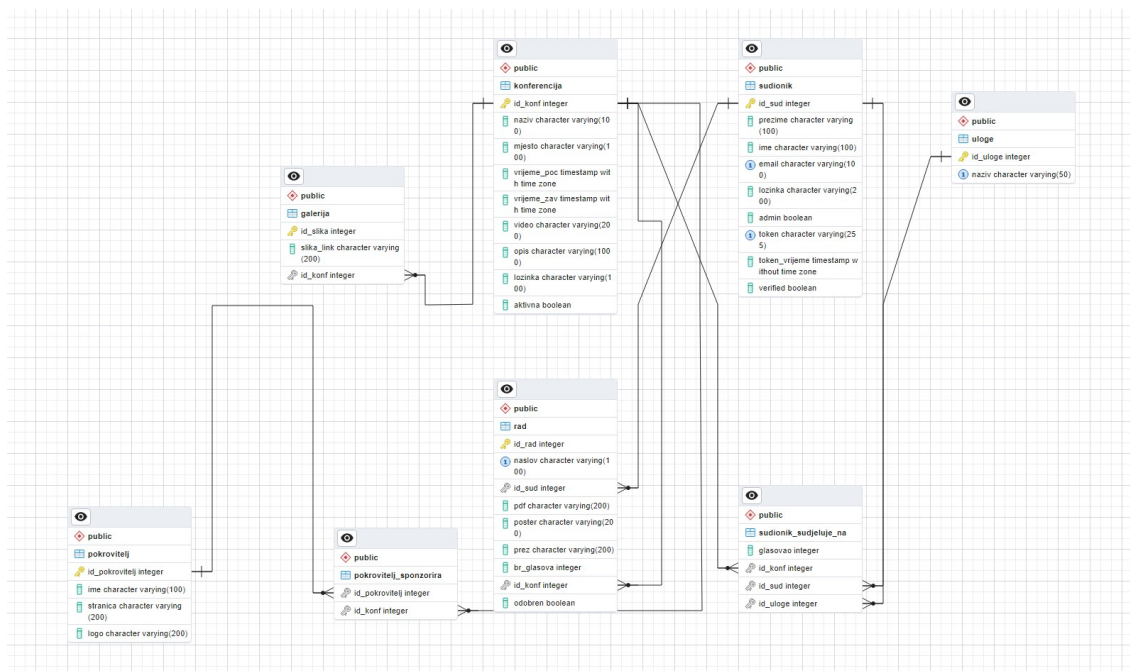 public
konferencija
id_konf integer
naziv character varying(10
0)
mjesto character varying(1
00)
vrijeme_poc timestamp wit
h time zone
vrijeme_zav timestamp wit
h time zone
video character varying(20
0)
opis character varying(100
0)
lozinka character varying(1
00)
aktivna boolean
public
sudionik
id_sud integer
prezime character varying
(100)
ime character varying(100)
email character varying(10
0)
lozinka character varying(2
00)
admin boolean
token character varying(25
5)
token_vrijeme timestamp w
ithout time zone
verified boolean
public
uloge
id_uloge integer
naziv character varying(50)
public
galerija
id_slika integer
slika_link character varying
(200)
id_konf integer
public
rad
id_rad integer
naslov character varying(1
00)
id_sud integer
pdf character varying(200)
poster character varying(20
0)
prez character varying(200)
br_glasova integer
id_konf integer
odobren boolean
public
sudionik_sudjeluje_na
glasovao integer
id_konf integer
id_sud integer
id_uloge integer
public
pokrovitelj
id_pokrovitelj integer
ime character varying(100)
stranica character varying
(200)
logo character varying(200)
public
pokrovitelj_sponzorira
id_pokrovitelj integer
id_konf integer